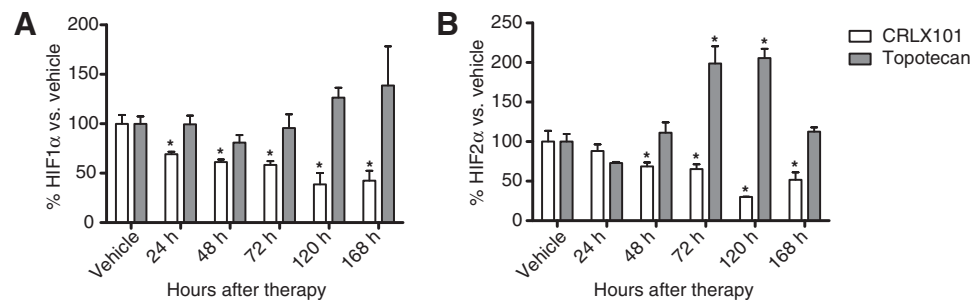 A
% HIF1α vs. vehicle
200
150
100
50
0
* * * * *
Vehicle 24 h 48 h 72 h 120 h 168 h
Hours after therapy
B
% HIF2α vs. vehicle
250
200
150
100
50
0
* * * * * *
Vehicle 24 h 48 h 72 h 120 h 168 h
Hours after therapy
CRLX101
Topotecan